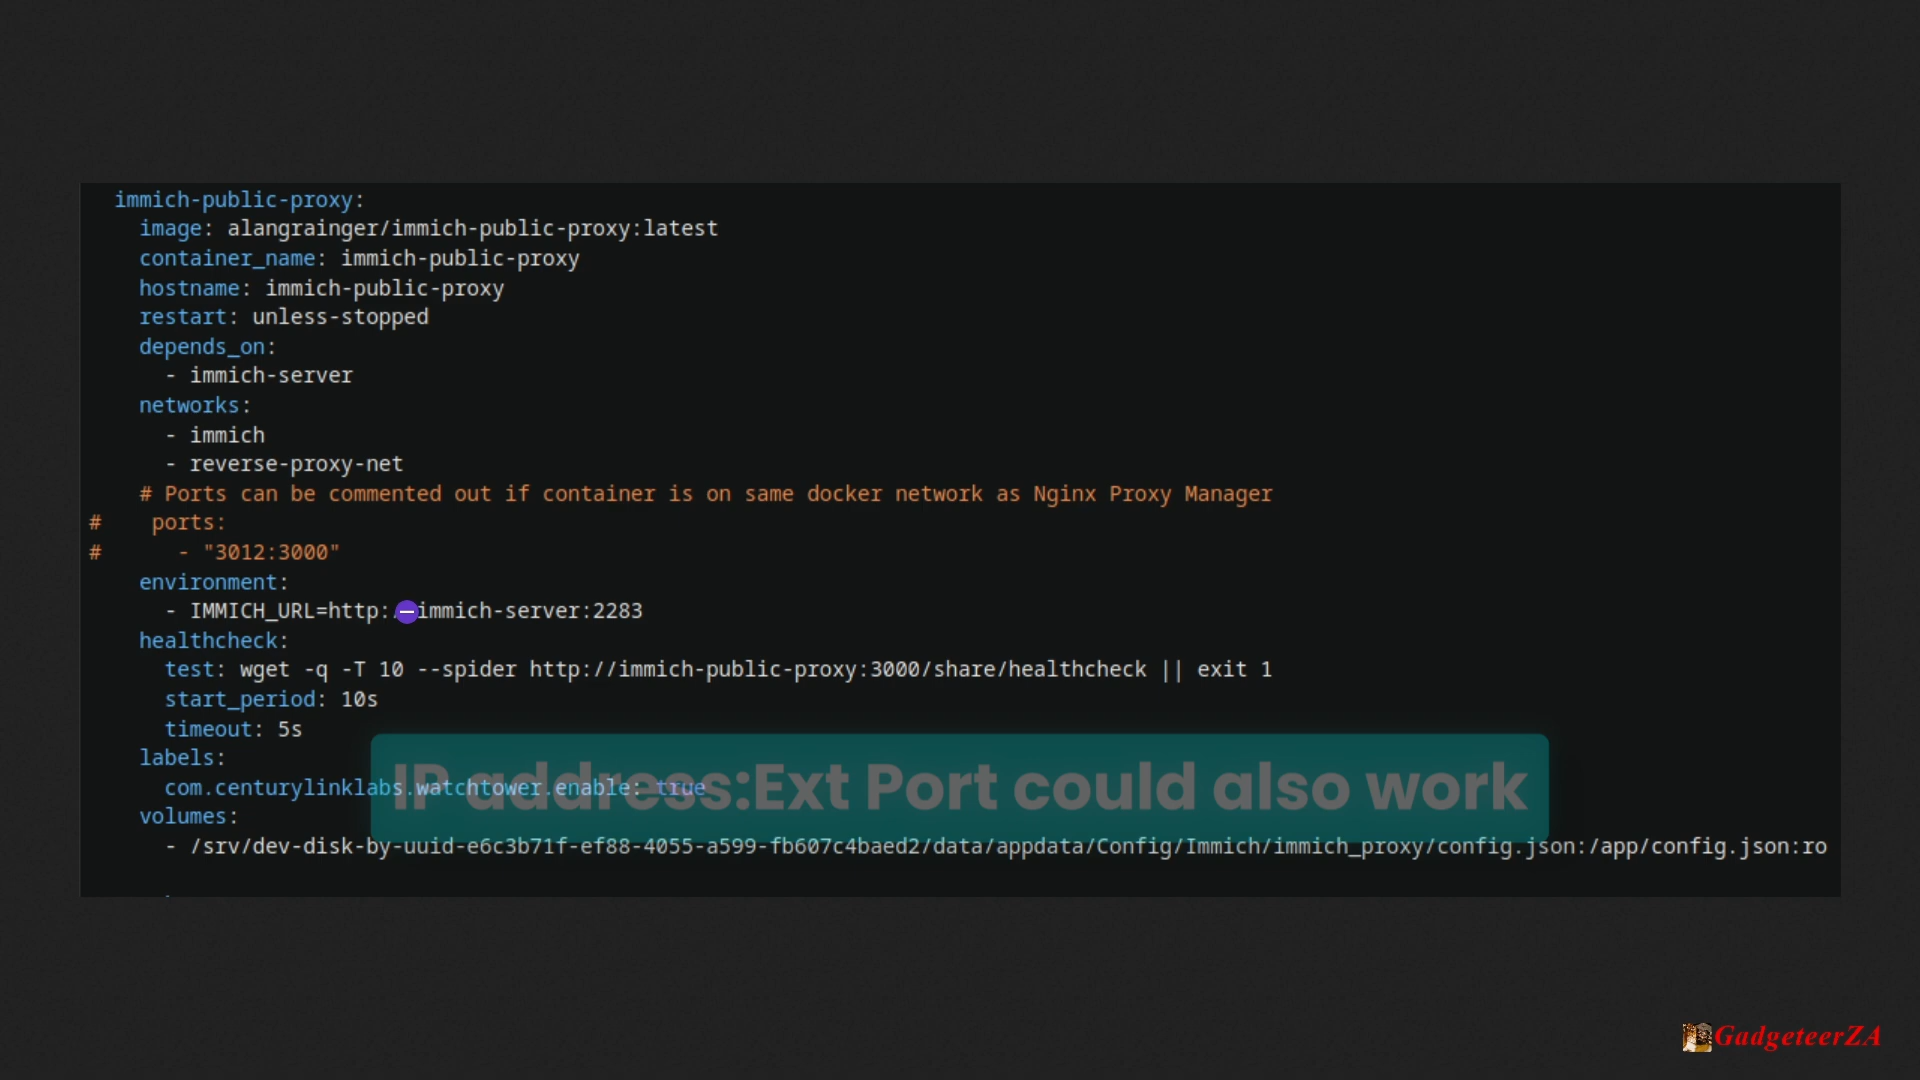 immich-public-proxy:
image: alangrainger/immich-public-proxy:latest
container_name: immich-public-proxy
hostname: immich-public-proxy
restart: unless-stopped
depends_on:
- immich-server
networks:
- immich
- reverse-proxy-net
# Ports can be commented out if container is on same docker network as Nginx Proxy Manager
# ports:
# - "3012:3000"
environment:
- IMMICH_URL=http:/immich-server:2283
healthcheck:
test: wget -q -T 10 --spider http://immich-public-proxy:3000/share/healthcheck || exit 1
start_period: 10s
timeout: 5s
labels:
com.centurylinklabs.watchtower.enable: true
IP address:Ext Port could also work
volumes:
- /srv/dev-disk-by-uuid-e6c3b71f-ef88-4055-a599-fb607c4baed2/data/appdata/Config/Immich/immich_proxy/config.json:/app/config.json:ro
GadgeteerZA